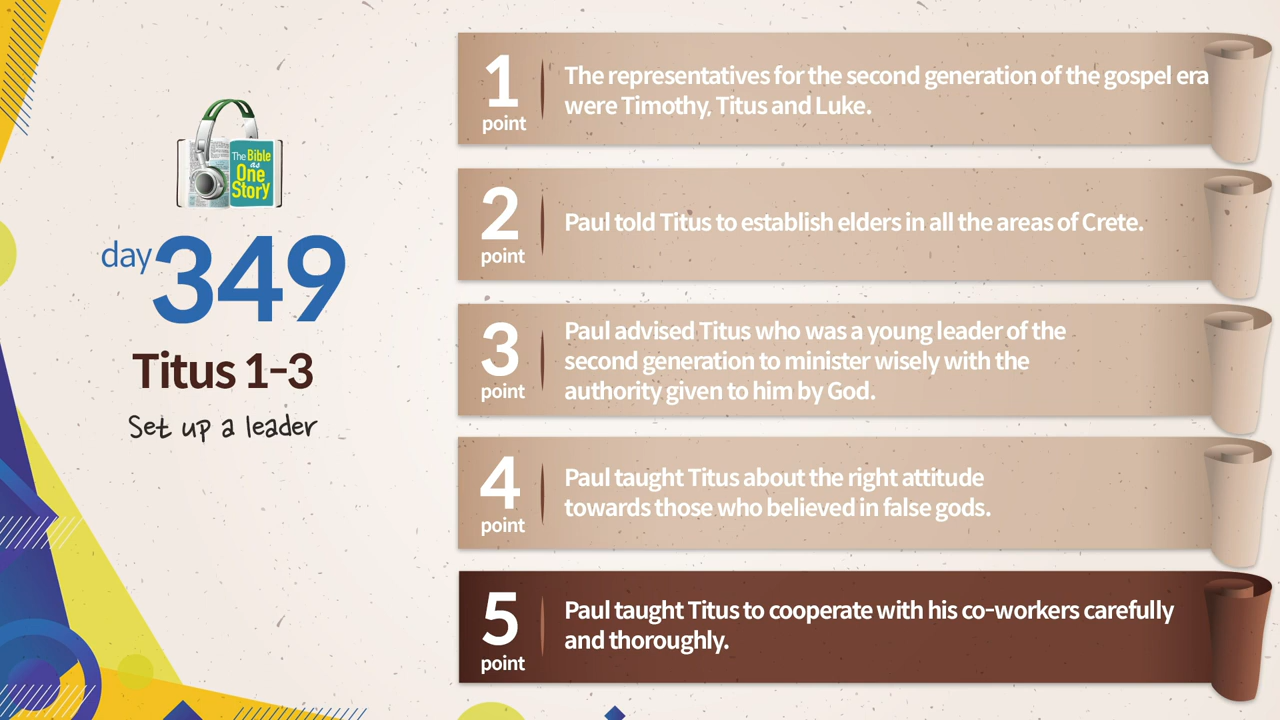 The Bible
as
One
Story
day 349
Titus 1-3
Set up a leader
1
point
The representatives for the second generation of the gospel era
were Timothy, Titus and Luke.
2
point
Paul told Titus to establish elders in all the areas of Crete.
3
point
Paul advised Titus who was a young leader of the
second generation to minister wisely with the
authority given to him by God.
4
point
Paul taught Titus about the right attitude
towards those who believed in false gods.
5
point
Paul taught Titus to cooperate with his co-workers carefully
and thoroughly.